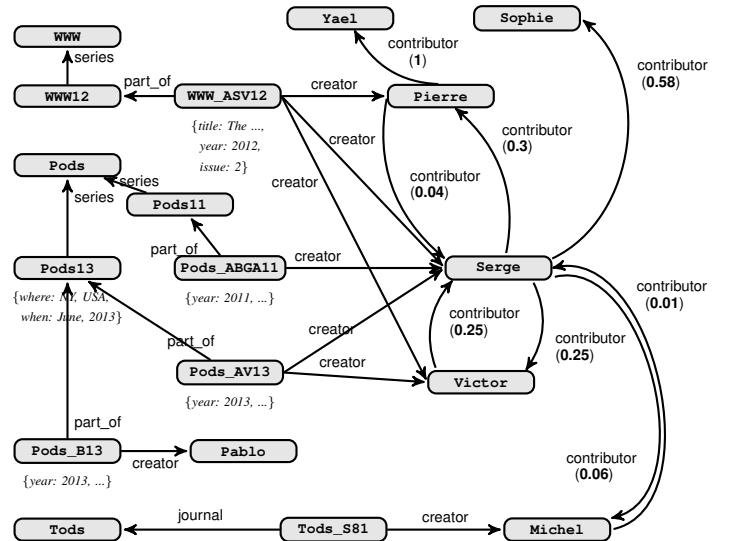 Yael
Sophie
WWW
series
contributor
(1)
contributor
(0.58)
part_of
creator
WWW12
WWW_ASV12
Pierre
{title: The ...,
year: 2012,
issue: 2}
creator
contributor
(0.3)
Pods
series
series
creator
contributor
(0.04)
Pods11
part_of
creator
Pods13
Pods_ABGA11
Serge
{where: NY, USA,
when: June, 2013}
{year: 2011, ...}
contributor
(0.01)
contributor
(0.25)
creator
contributor
(0.25)
part_of
creator
Pods_AV13
Victor
{year: 2013, ...}
part_of
Pods_B13
creator
Pablo
contributor
(0.06)
{year: 2013, ...}
journal
creator
Tods
Tods_S81
Michel